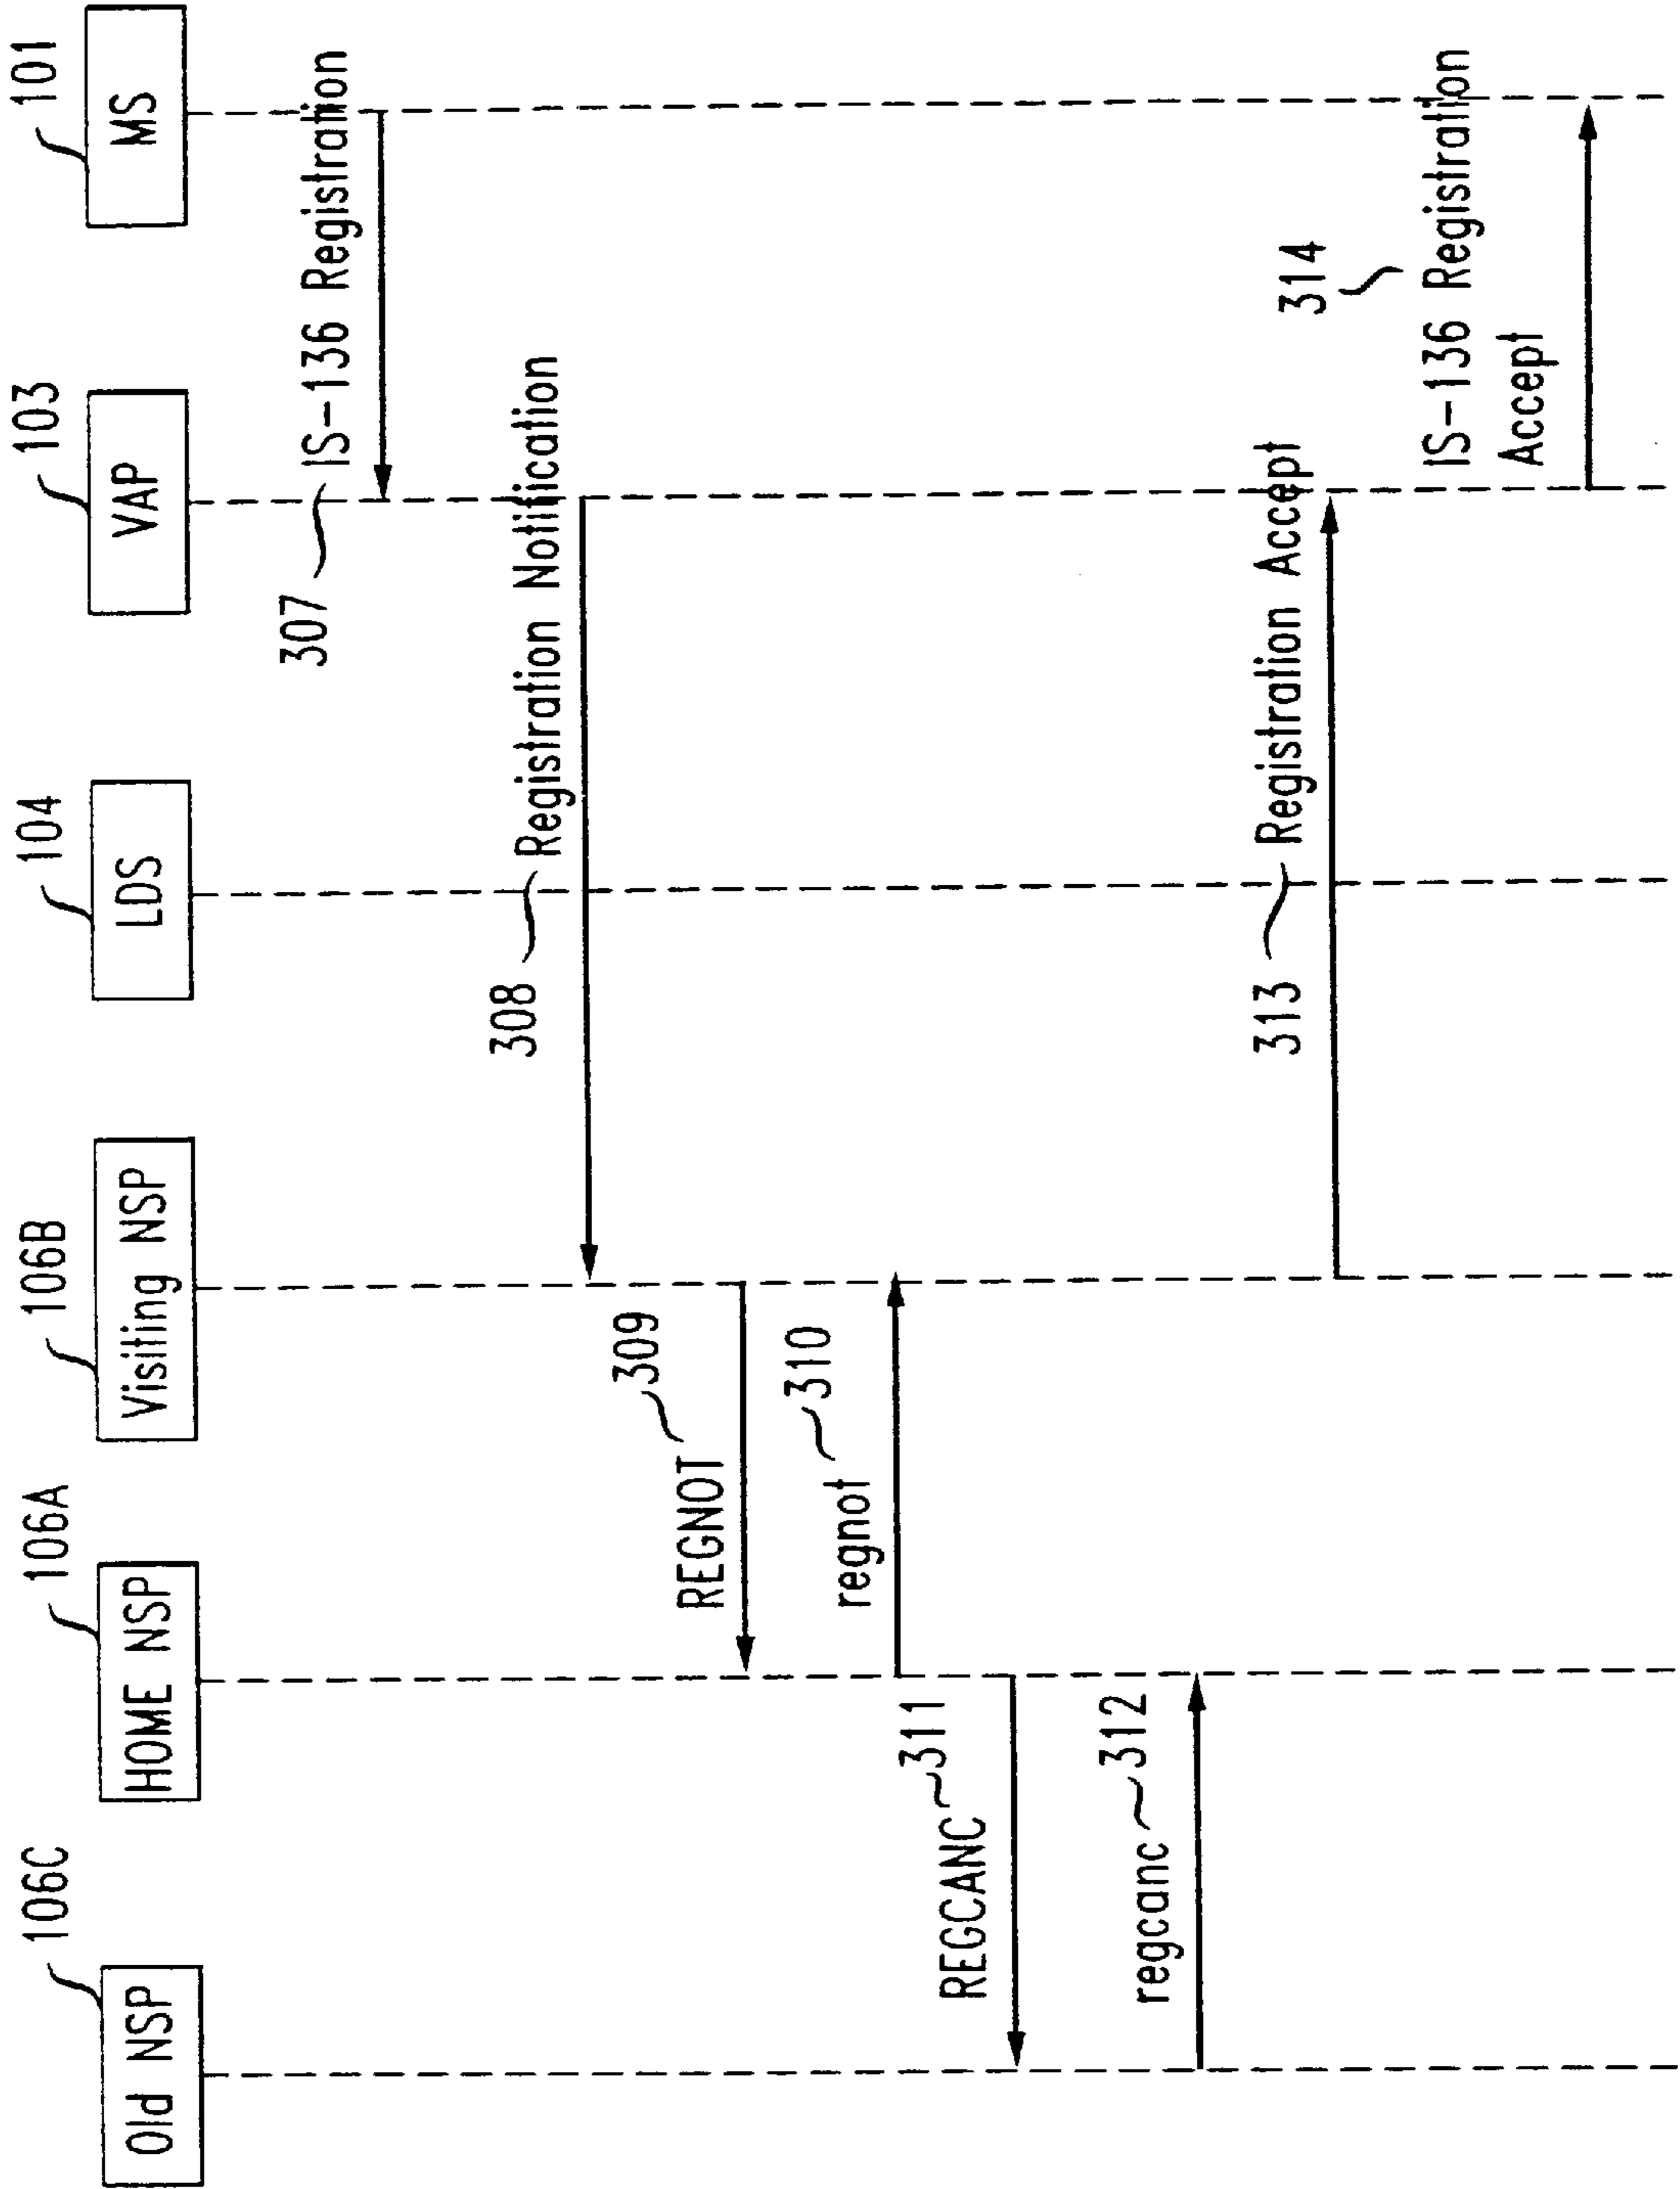 106C
Old NSP
106A
HOME NSP
106B
Visiting NSP
104
LDS
103
VAP
101
MS
307
IS-136 Registration
308
Registration Notification
309
REGNOT
310
regnot
REGCANC
311
regcanc
312
313
Registration Accept
314
IS-136 Registration
Accept